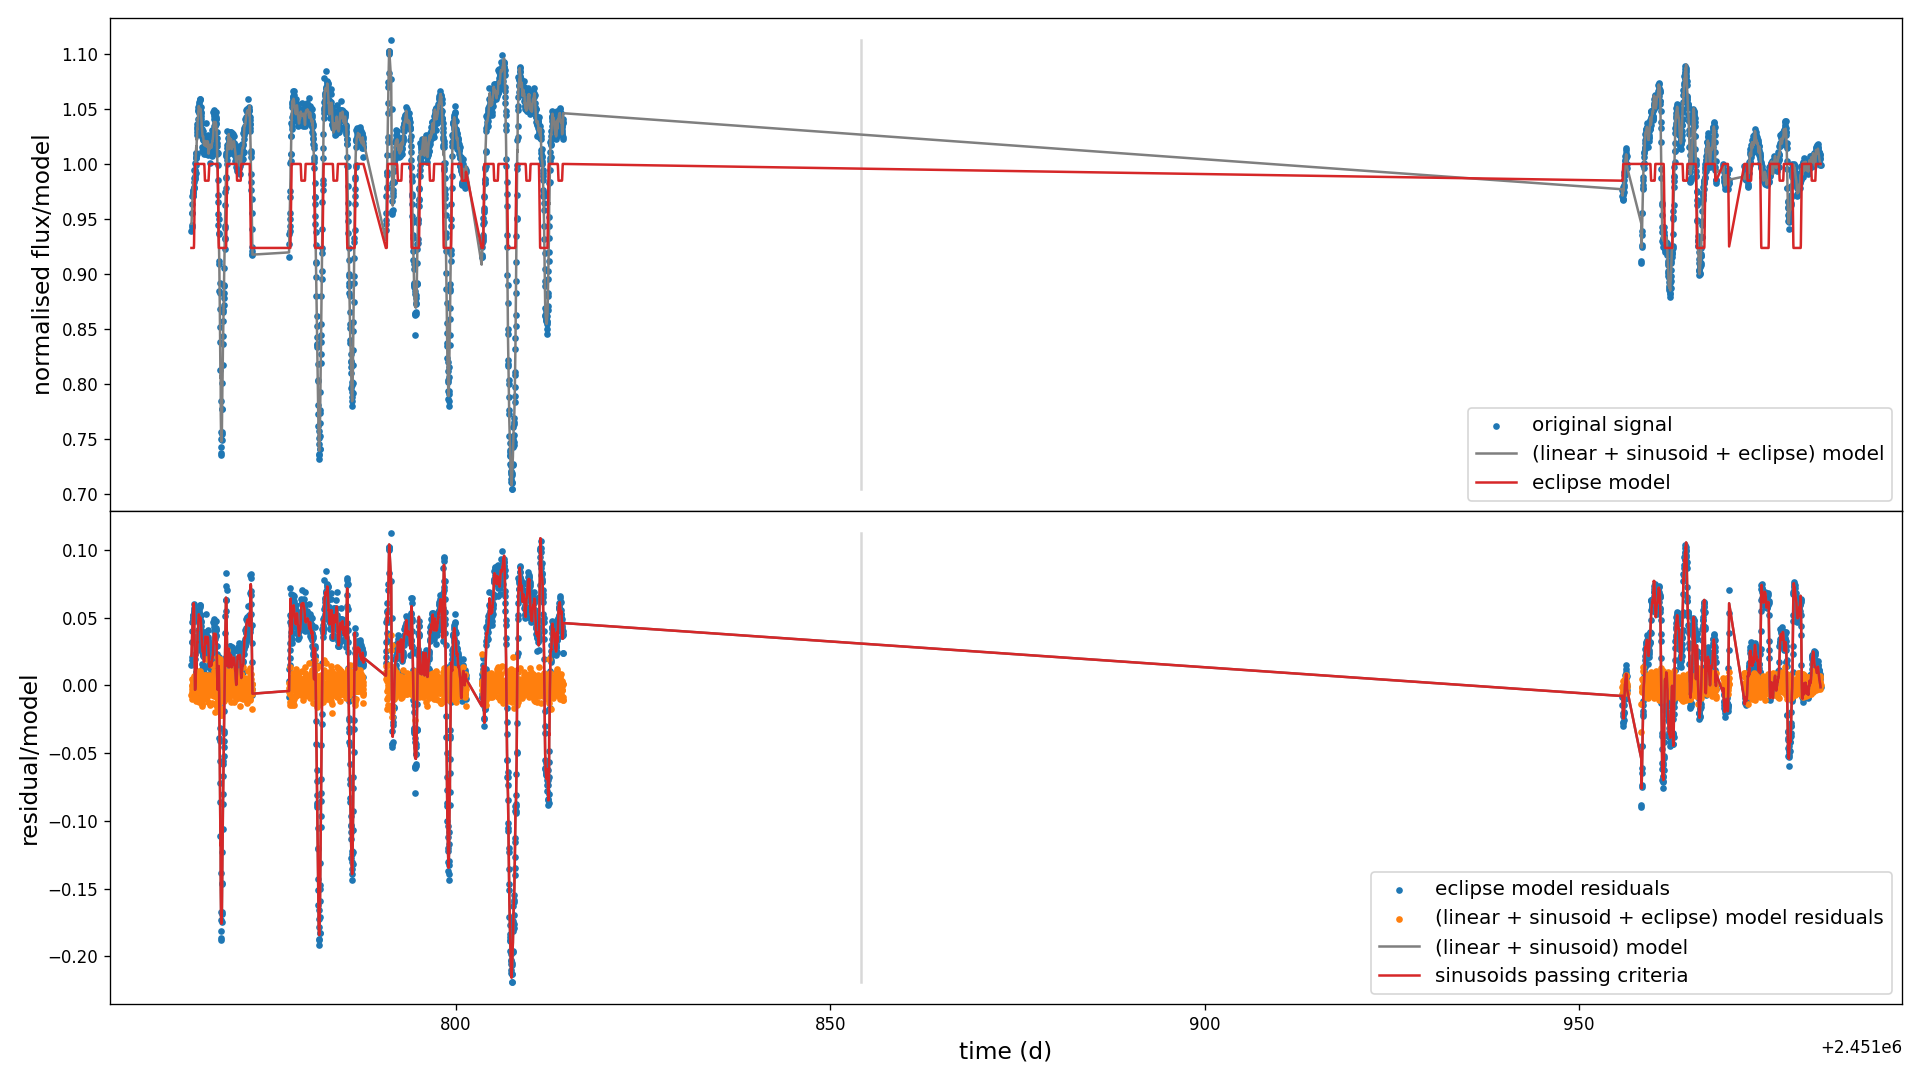 normalised flux/model
1.10
1.05
1.00
0.95
0.90
0.85
0.80
0.75
0.70
original signal
(linear + sinusoid + eclipse) model
eclipse model
residual/model
0.10
0.05
0.00
−0.05
−0.10
−0.15
−0.20
eclipse model residuals
(linear + sinusoid + eclipse) model residuals
(linear + sinusoid) model
sinusoids passing criteria
800
850
900
950
time (d)
+2.451e6